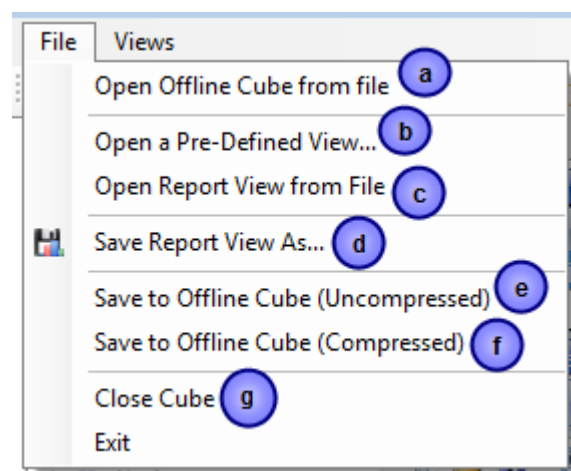 File Views
Open Offline Cube from file a
Open a Pre-Defined View... b
Open Report View from File c
Save Report View As... d
Save to Offline Cube (Uncompressed) e
Save to Offline Cube (Compressed) f
Close Cube g
Exit